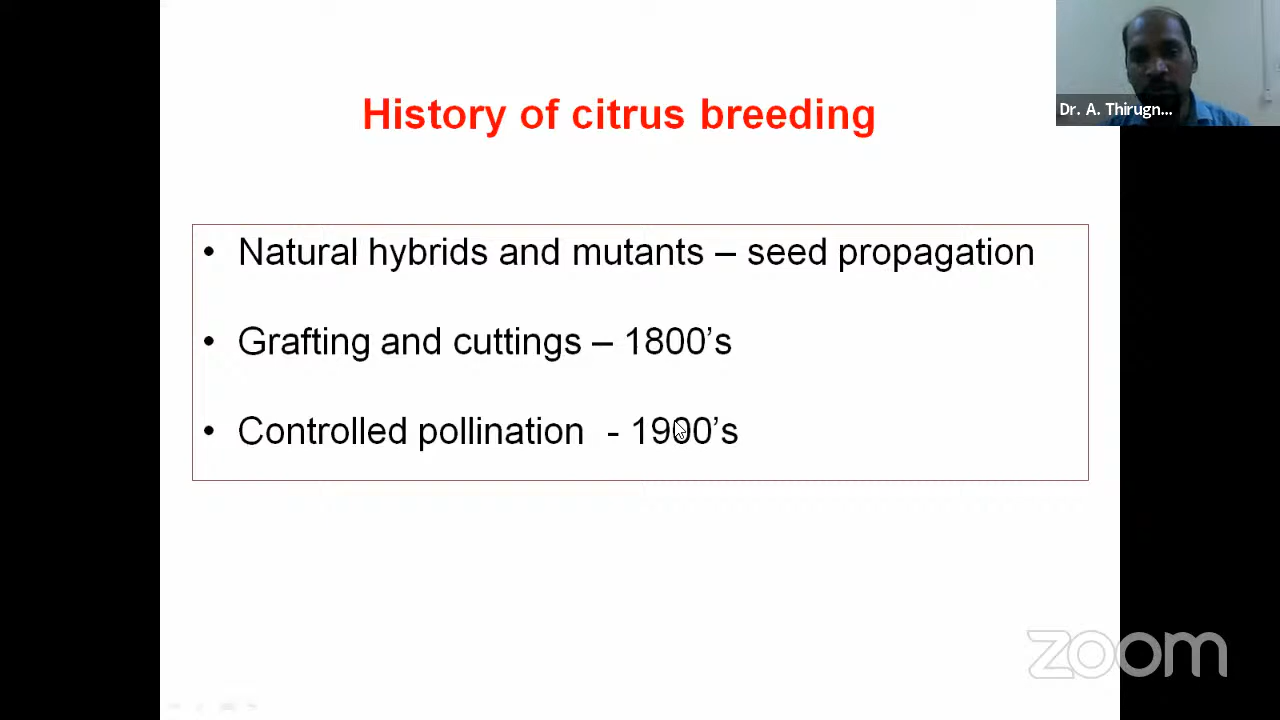 History of citrus breeding
Dr. A. Thirugn...
• Natural hybrids and mutants – seed propagation
• Grafting and cuttings – 1800’s
• Controlled pollination - 1900’s
zoom